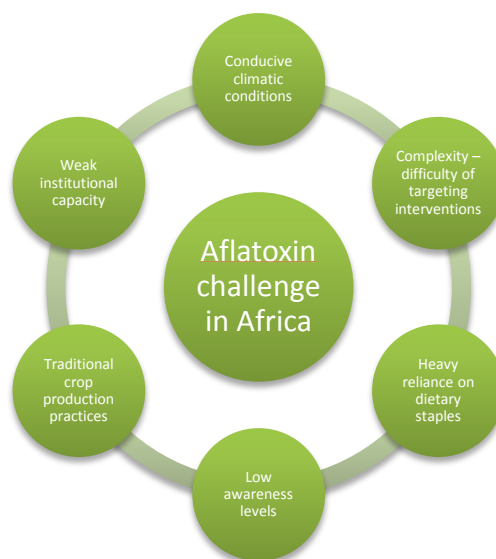 Conducive
climatic
conditions
Complexity –
difficulty of
targeting
interventions
Heavy
reliance on
dietary
staples
Low
awareness
levels
Traditional
crop
production
practices
Weak
institutional
capacity
Aflatoxin
challenge
in Africa